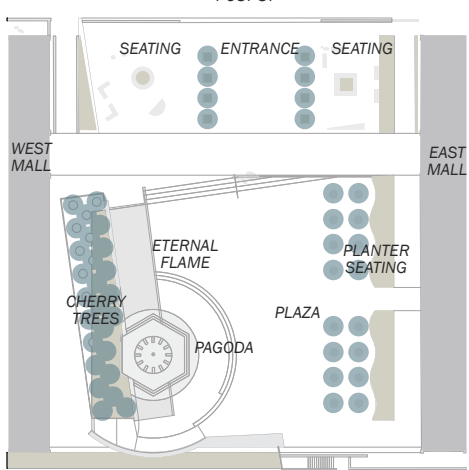 SEATING
ENTRANCE
SEATING
WEST
MALL
EAST
MALL
ETERNAL
FLAME
PLANTER
SEATING
CHERRY
TREES
PLAZA
PAGODA